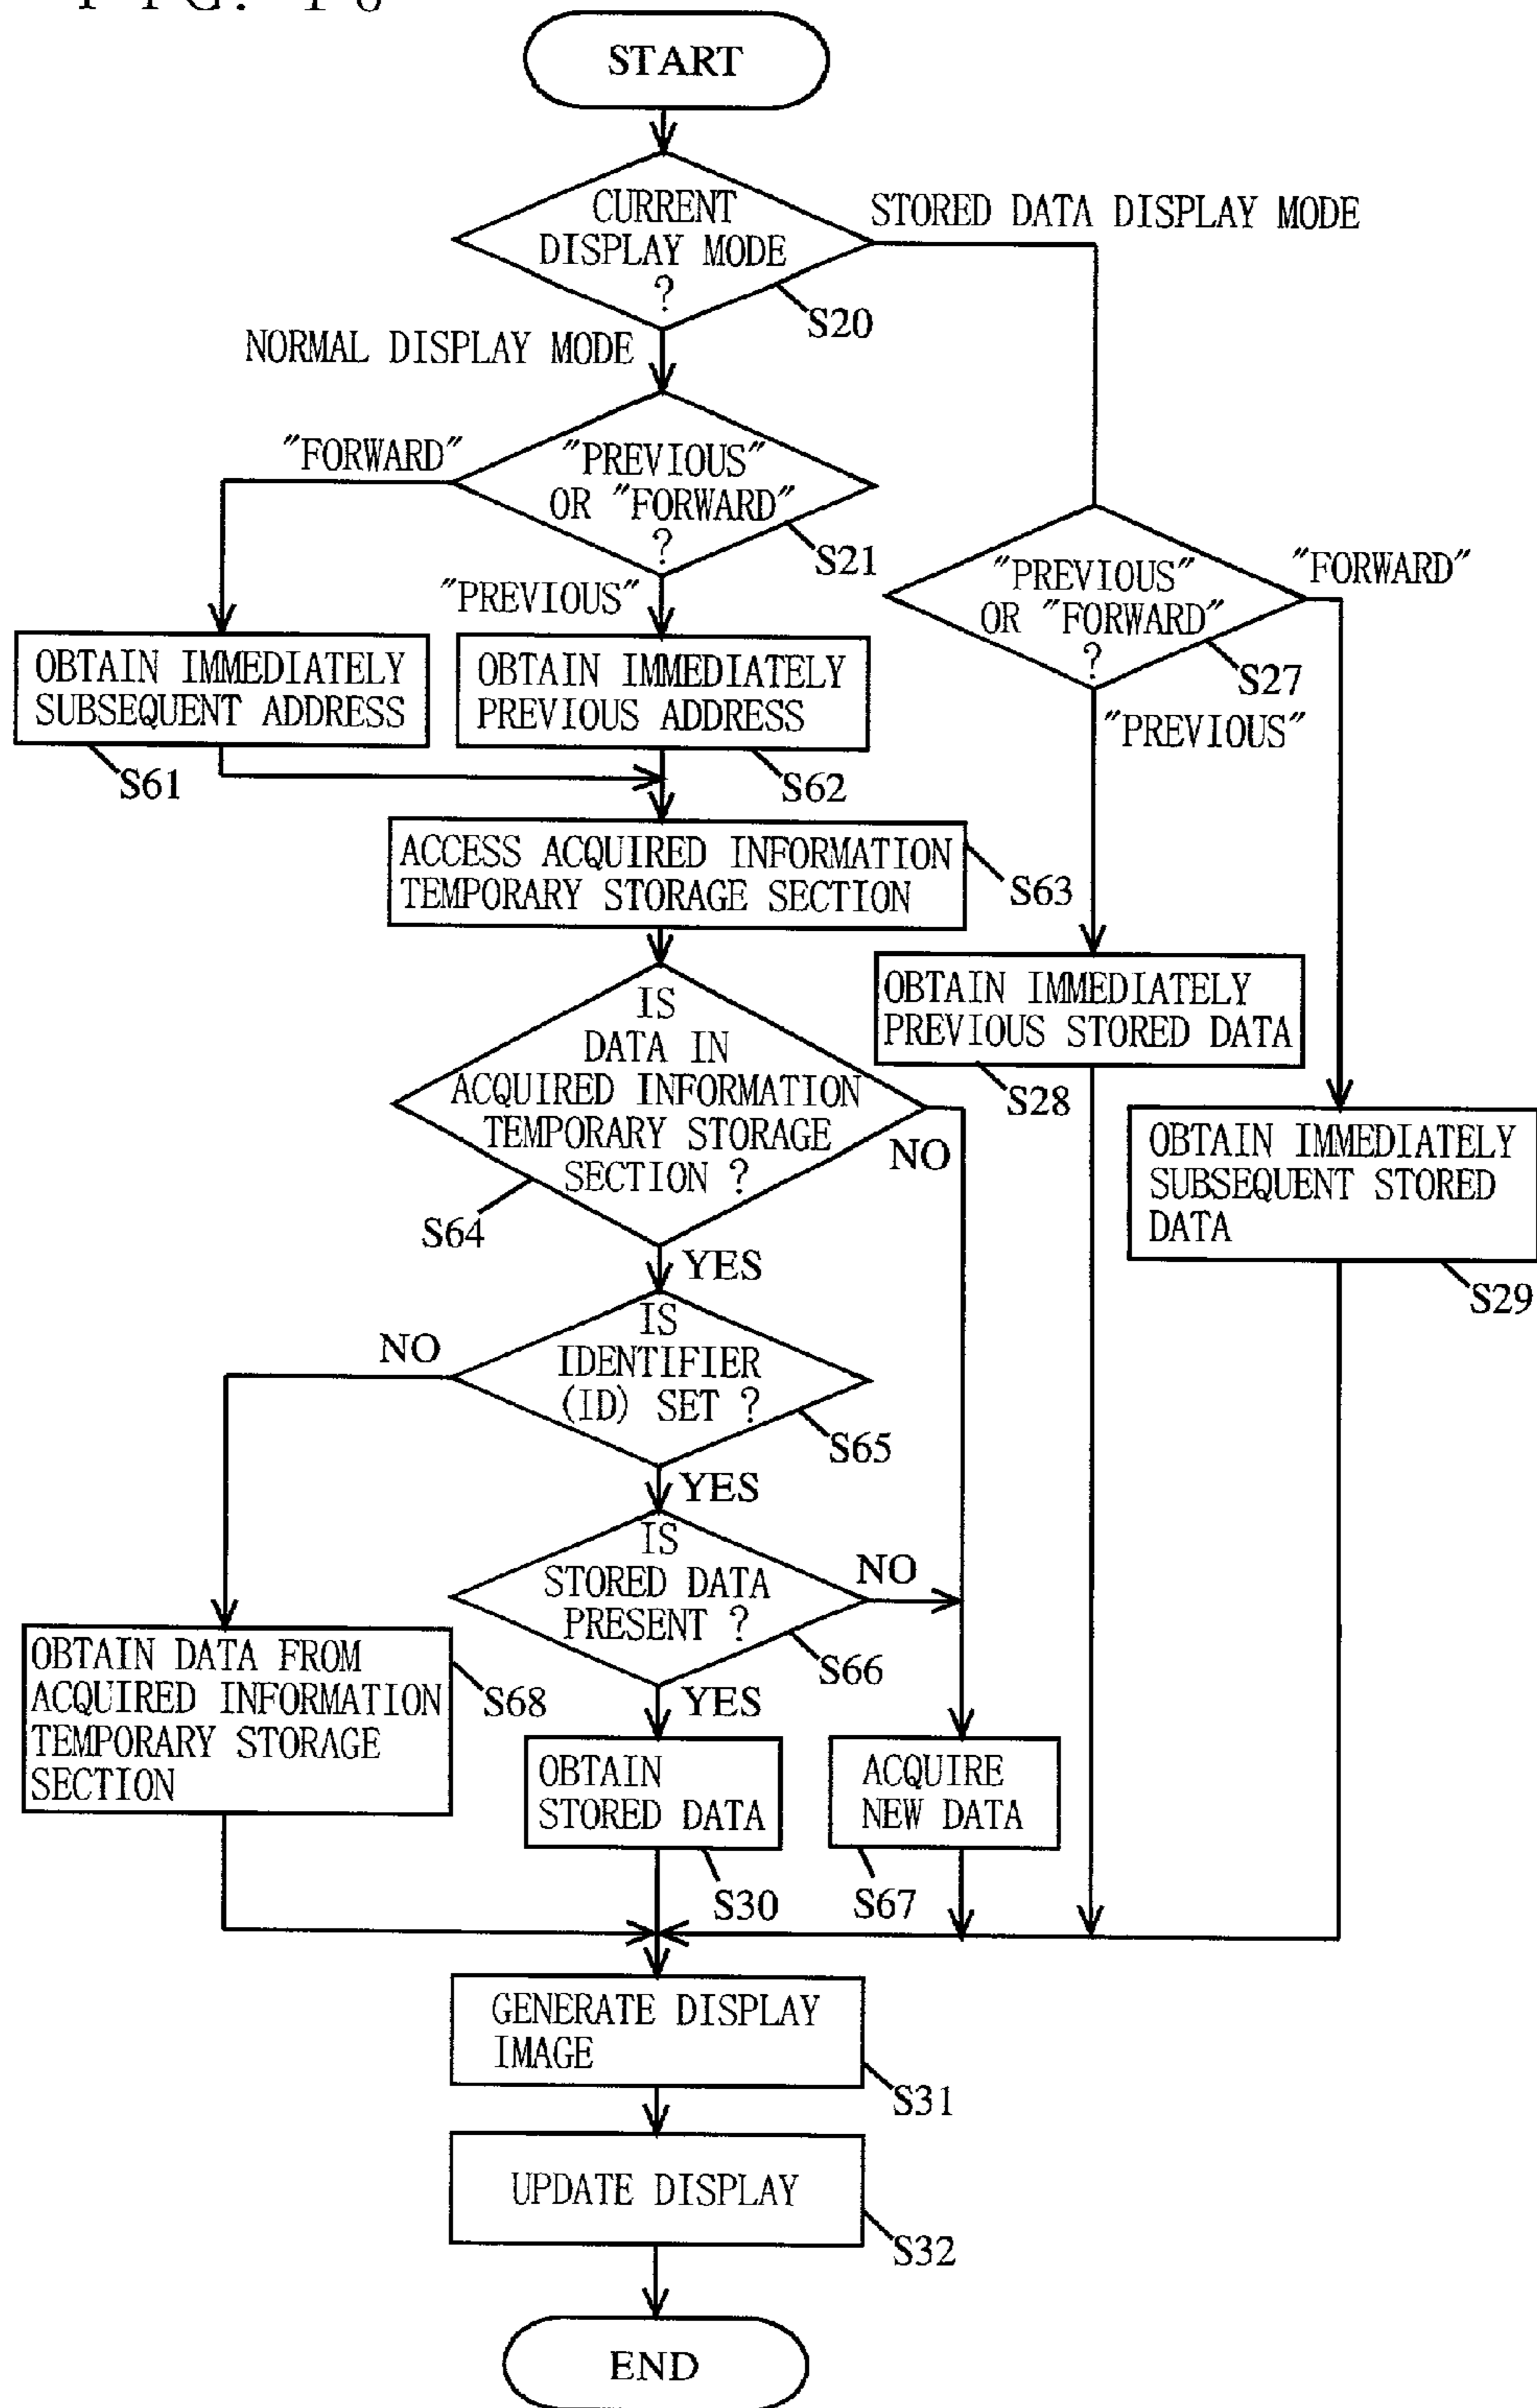 START
CURRENT
DISPLAY MODE
?
STORED DATA DISPLAY MODE
S20
NORMAL DISPLAY MODE
"FORWARD"
"PREVIOUS"
OR "FORWARD"
?
S21
"PREVIOUS"
"PREVIOUS"
OR "FORWARD"
?
"FORWARD"
S27
"PREVIOUS"
OBTAIN IMMEDIATELY
SUBSEQUENT ADDRESS
S61
OBTAIN IMMEDIATELY
PREVIOUS ADDRESS
S62
ACCESS ACQUIRED INFORMATION
TEMPORARY STORAGE SECTION
S63
OBTAIN IMMEDIATELY
PREVIOUS STORED DATA
S28
IS
DATA IN
ACQUIRED INFORMATION
TEMPORARY STORAGE
SECTION ?
NO
S64
YES
OBTAIN IMMEDIATELY
SUBSEQUENT STORED
DATA
S29
IS
IDENTIFIER
(ID) SET ?
NO
S65
YES
IS
STORED DATA
PRESENT ?
NO
S66
YES
OBTAIN DATA FROM
ACQUIRED INFORMATION
TEMPORARY STORAGE
SECTION
S68
OBTAIN
STORED DATA
S30
ACQUIRE
NEW DATA
S67
GENERATE DISPLAY
IMAGE
S31
UPDATE DISPLAY
S32
END